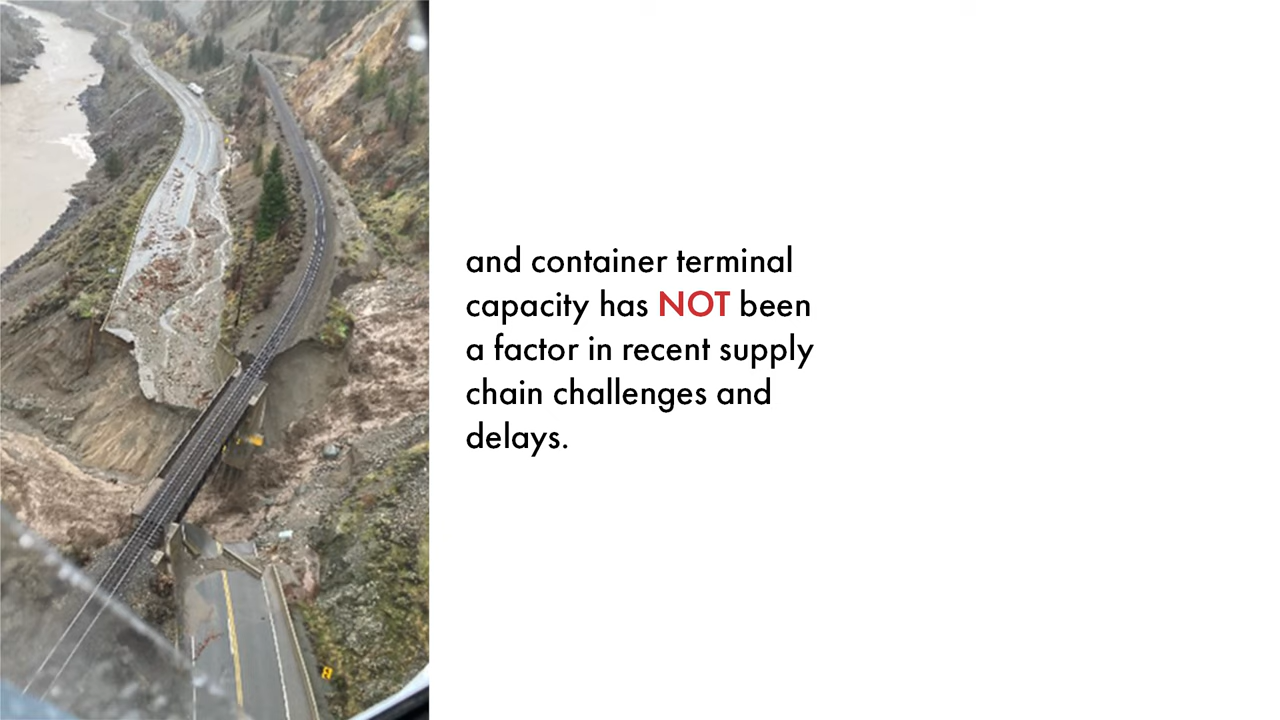 and container terminal
capacity has NOT been
a factor in recent supply
chain challenges and
delays.